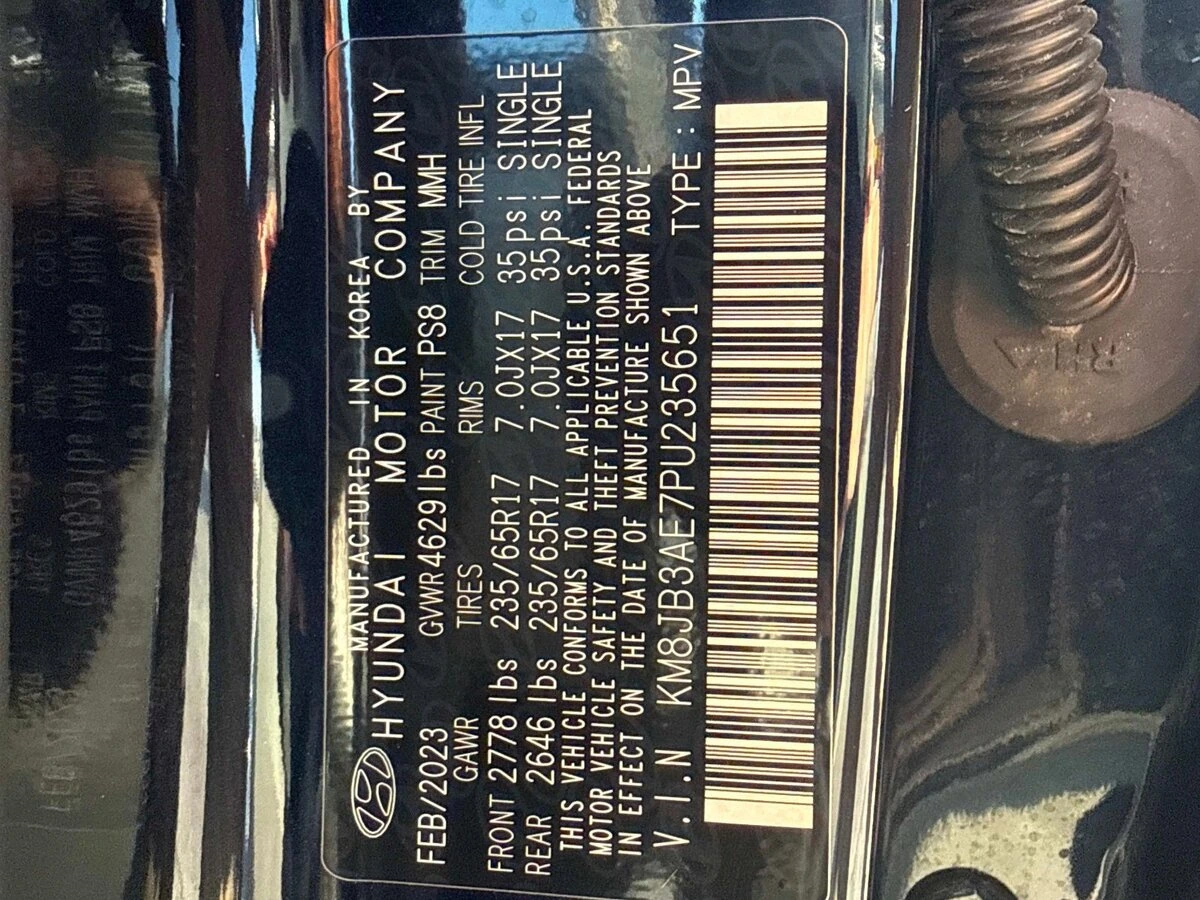 MANUFACTURED IN KOREA BY
HYUNDAI MOTOR COMPANY
FEB/2023 GVWR4629lbs PAINT PS8 TRIM MMH
GAWR TIRES RIMS COLD TIRE INFL
FRONT 2778 lbs 235/65R17 7.0JX17 35psi SINGLE
REAR 2646 lbs 235/65R17 7.0JX17 35psi SINGLE
THIS VEHICLE CONFORMS TO ALL APPLICABLE U.S.A. FEDERAL
MOTOR VEHICLE SAFETY AND THEFT PREVENTION STANDARDS
IN EFFECT ON THE DATE OF MANUFACTURE SHOWN ABOVE
V.I.N KM8JB3AE7PU235651 TYPE : MPV